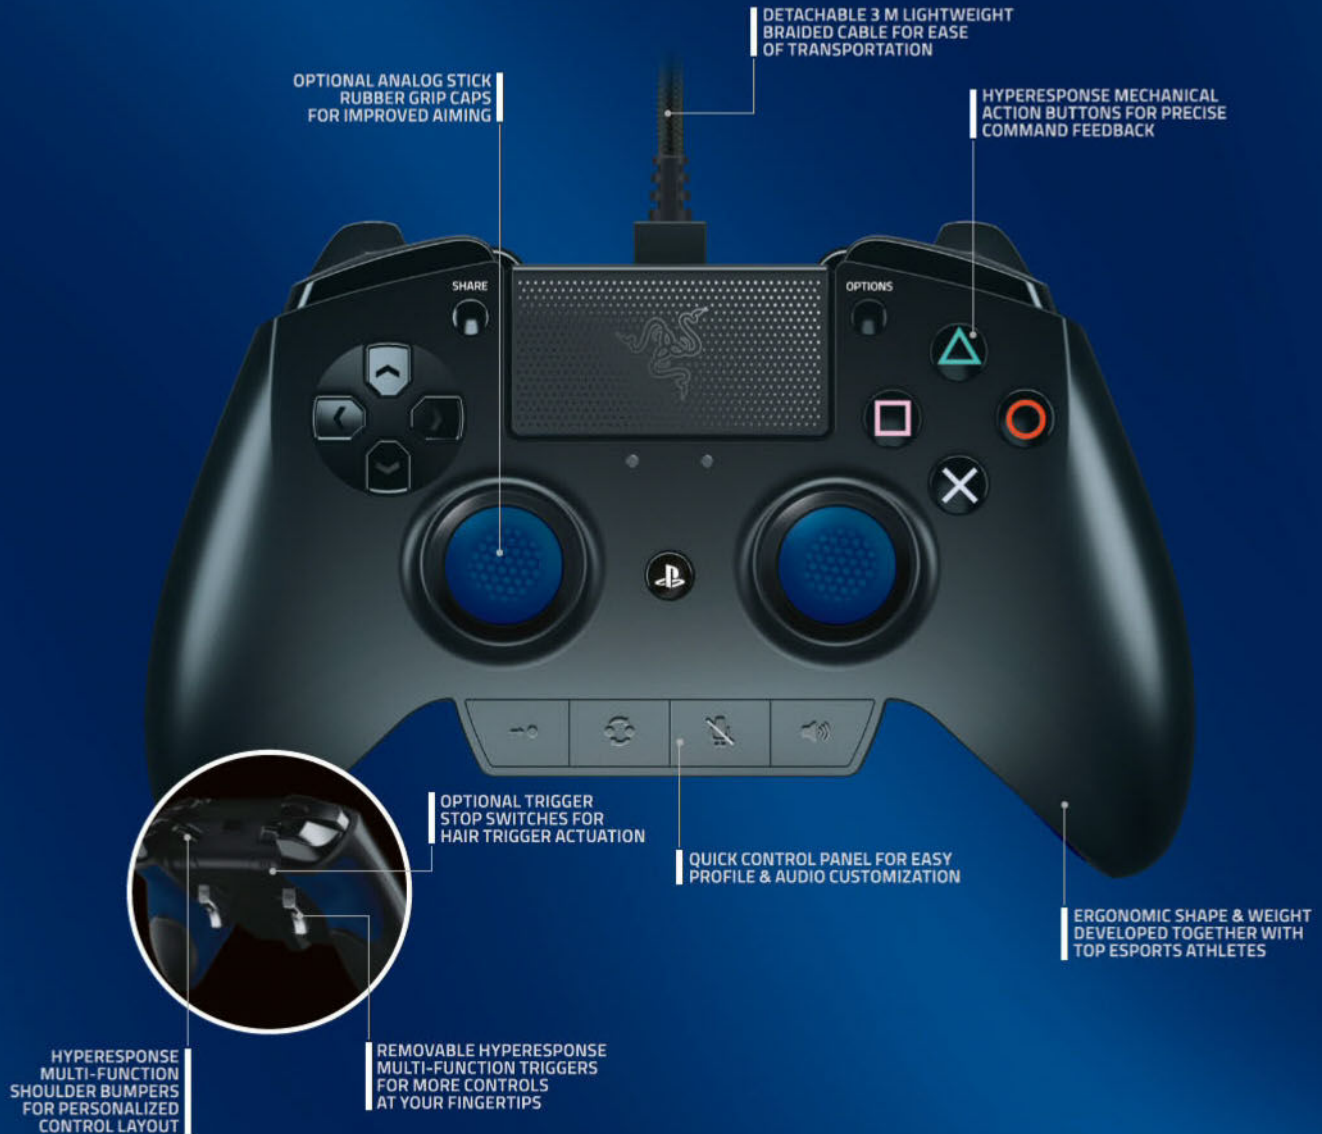 DETACHABLE 3 M LIGHTWEIGHT
BRAIDED CABLE FOR EASE
OF TRANSPORTATION
OPTIONAL ANALOG STICK
RUBBER GRIP CAPS
FOR IMPROVED AIMING
HYPERESPONSE MECHANICAL
ACTION BUTTONS FOR PRECISE
COMMAND FEEDBACK
SHARE
OPTIONS
OPTIONAL TRIGGER
STOP SWITCHES FOR
HAIR TRIGGER ACTUATION
QUICK CONTROL PANEL FOR EASY
PROFILE & AUDIO CUSTOMIZATION
ERGONOMIC SHAPE & WEIGHT
DEVELOPED TOGETHER WITH
TOP ESPORTS ATHLETES
HYPERESPONSE
MULTI-FUNCTION
SHOULDER BUMPERS
FOR PERSONALIZED
CONTROL LAYOUT
REMOVABLE HYPERESPONSE
MULTI-FUNCTION TRIGGERS
FOR MORE CONTROLS
AT YOUR FINGERTIPS